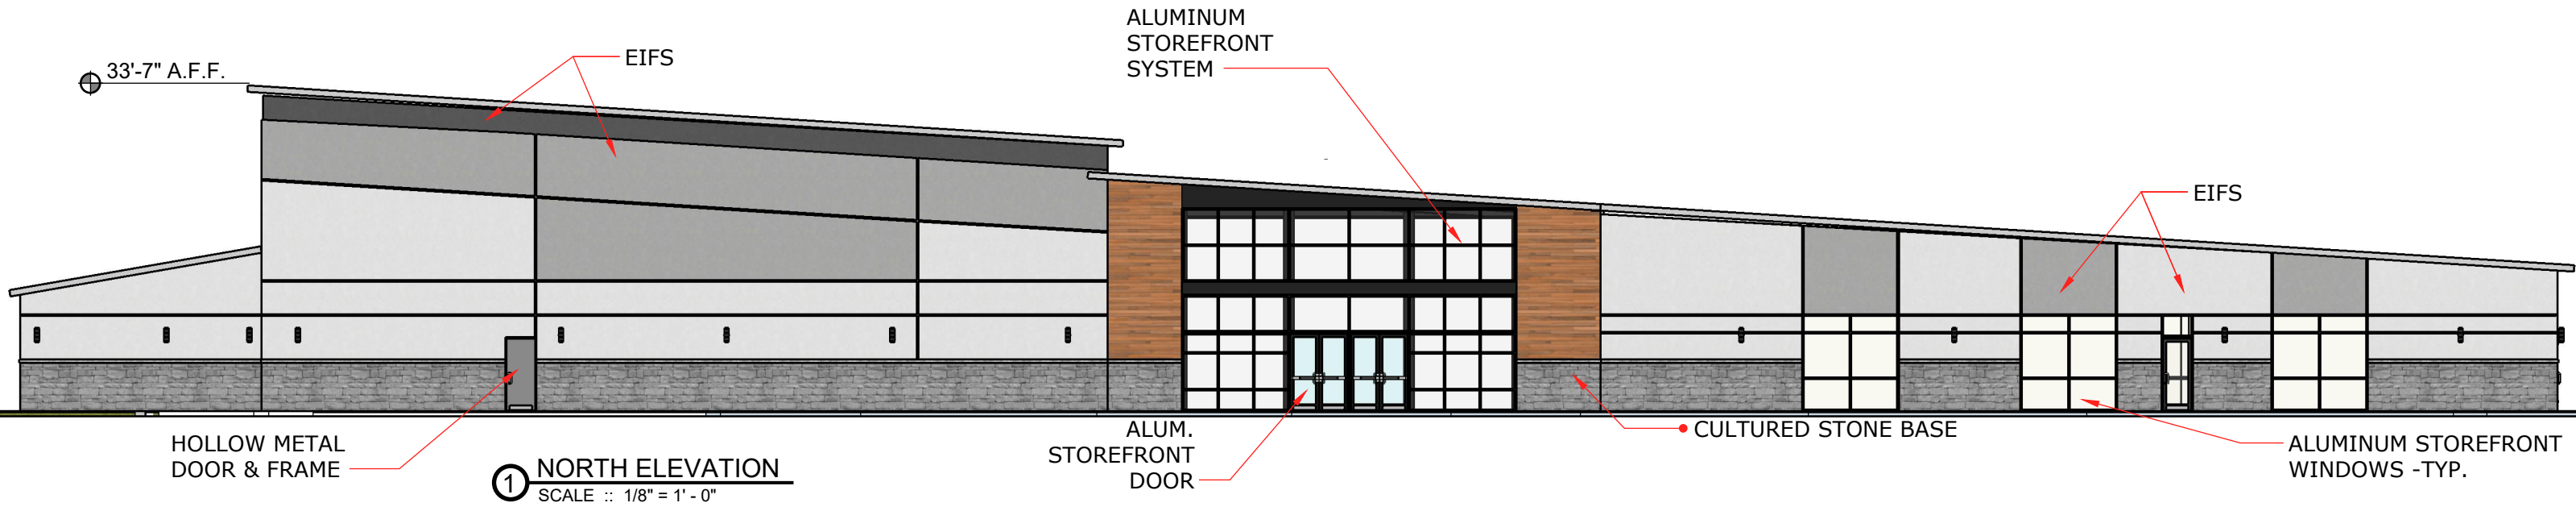 ALUMINUM
STOREFRONT
SYSTEM
EIFS
33'-7" A.F.F.
EIFS
HOLLOW METAL
DOOR & FRAME
ALUM.
STOREFRONT
DOOR
CULTURED STONE BASE
ALUMINUM STOREFRONT
WINDOWS -TYP.
1
NORTH ELEVATION
SCALE :: 1/8" = 1' - 0"